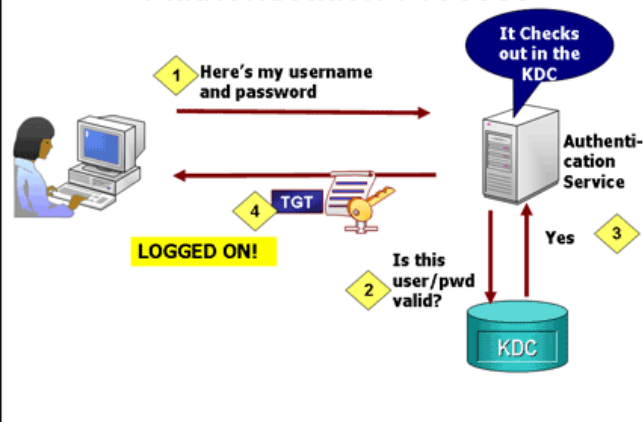 It Checks
out in the
KDC
1
Here's my username
and password
Authenti-
cation
Service
TGT
4
LOGGED ON!
Yes
3
Is this
user/pwd
valid?
2
KDC